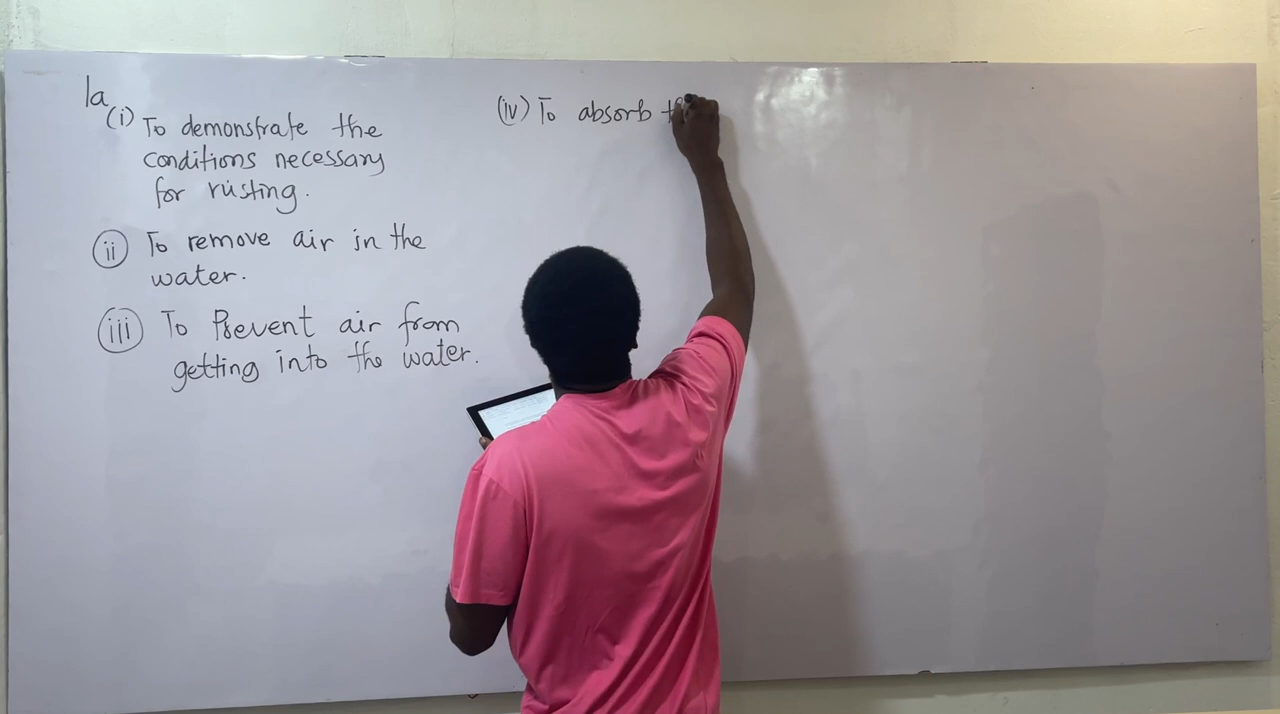 1a
(i) To demonstrate the
conditions necessary
for rusting.
(ii) To remove air in the
water.
(iii) To Prevent air from
getting into the water.
(iv) To absorb